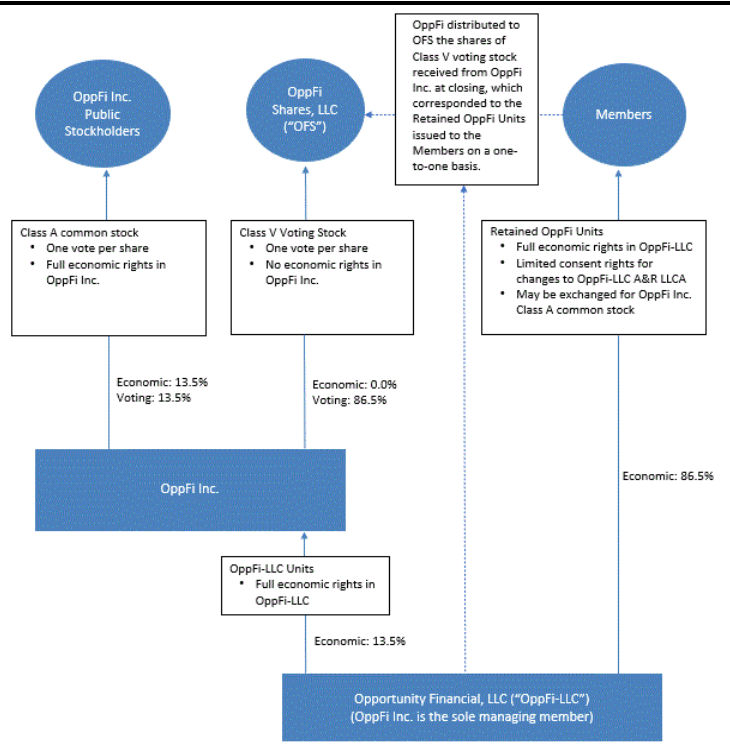 OppFi Inc.
Public
Stockholders
OppFi
Shares, LLC
("OFS")
OppFi distributed to
OFS the shares of
Class V voting stock
received from OppFi
Inc. at closing, which
corresponded to the
Retained OppFi Units
issued to the
Members on a one-
to-one basis.
Members
Class A common stock
• One vote per share
• Full economic rights in
OppFi Inc.
Class V Voting Stock
• One vote per share
• No economic rights in
OppFi Inc.
Retained OppFi Units
• Full economic rights in OppFi-LLC
• Limited consent rights for
changes to OppFi-LLC A&R LLCA
• May be exchanged for OppFi Inc.
Class A common stock
Economic: 13.5%
Voting: 13.5%
Economic: 0.0%
Voting: 86.5%
Economic: 86.5%
OppFi Inc.
OppFi-LLC Units
• Full economic rights in
OppFi-LLC
Economic: 13.5%
Opportunity Financial, LLC ("OppFi-LLC")
(OppFi Inc. is the sole managing member)